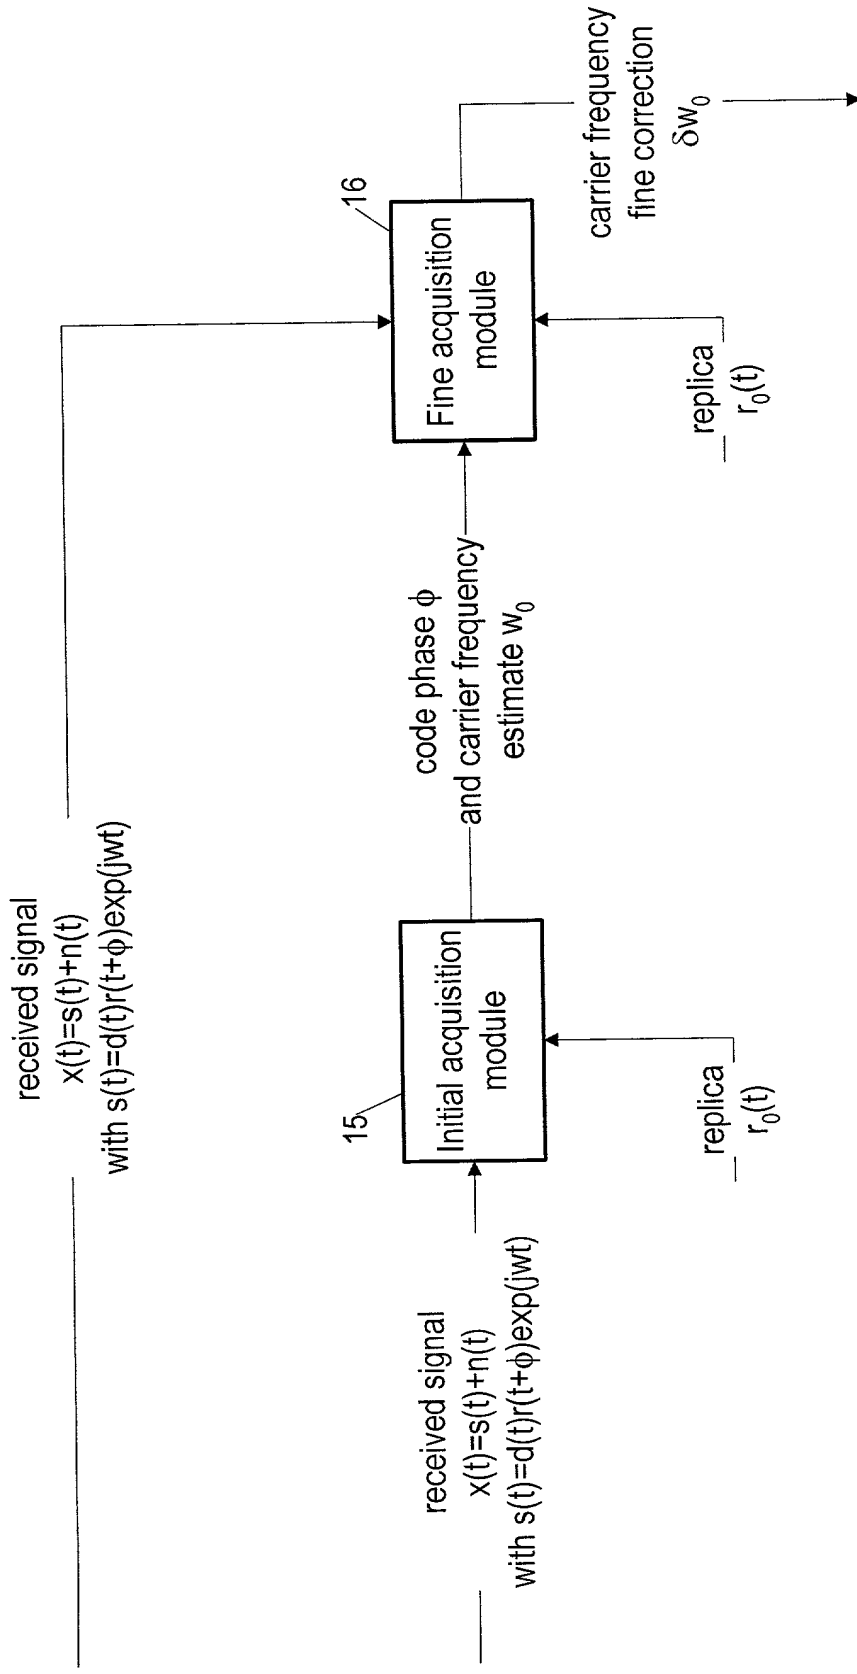 received signal
x(t)=s(t)+n(t)
with s(t)=d(t)r(t+ϕ)exp(jwt)
received signal
x(t)=s(t)+n(t)
with s(t)=d(t)r(t+ϕ)exp(jwt)
15
Initial acquisition
module
replica
r₀(t)
code phase ϕ
and carrier frequency
estimate w₀
16
Fine acquisition
module
replica
r₀(t)
carrier frequency
fine correction
δw₀